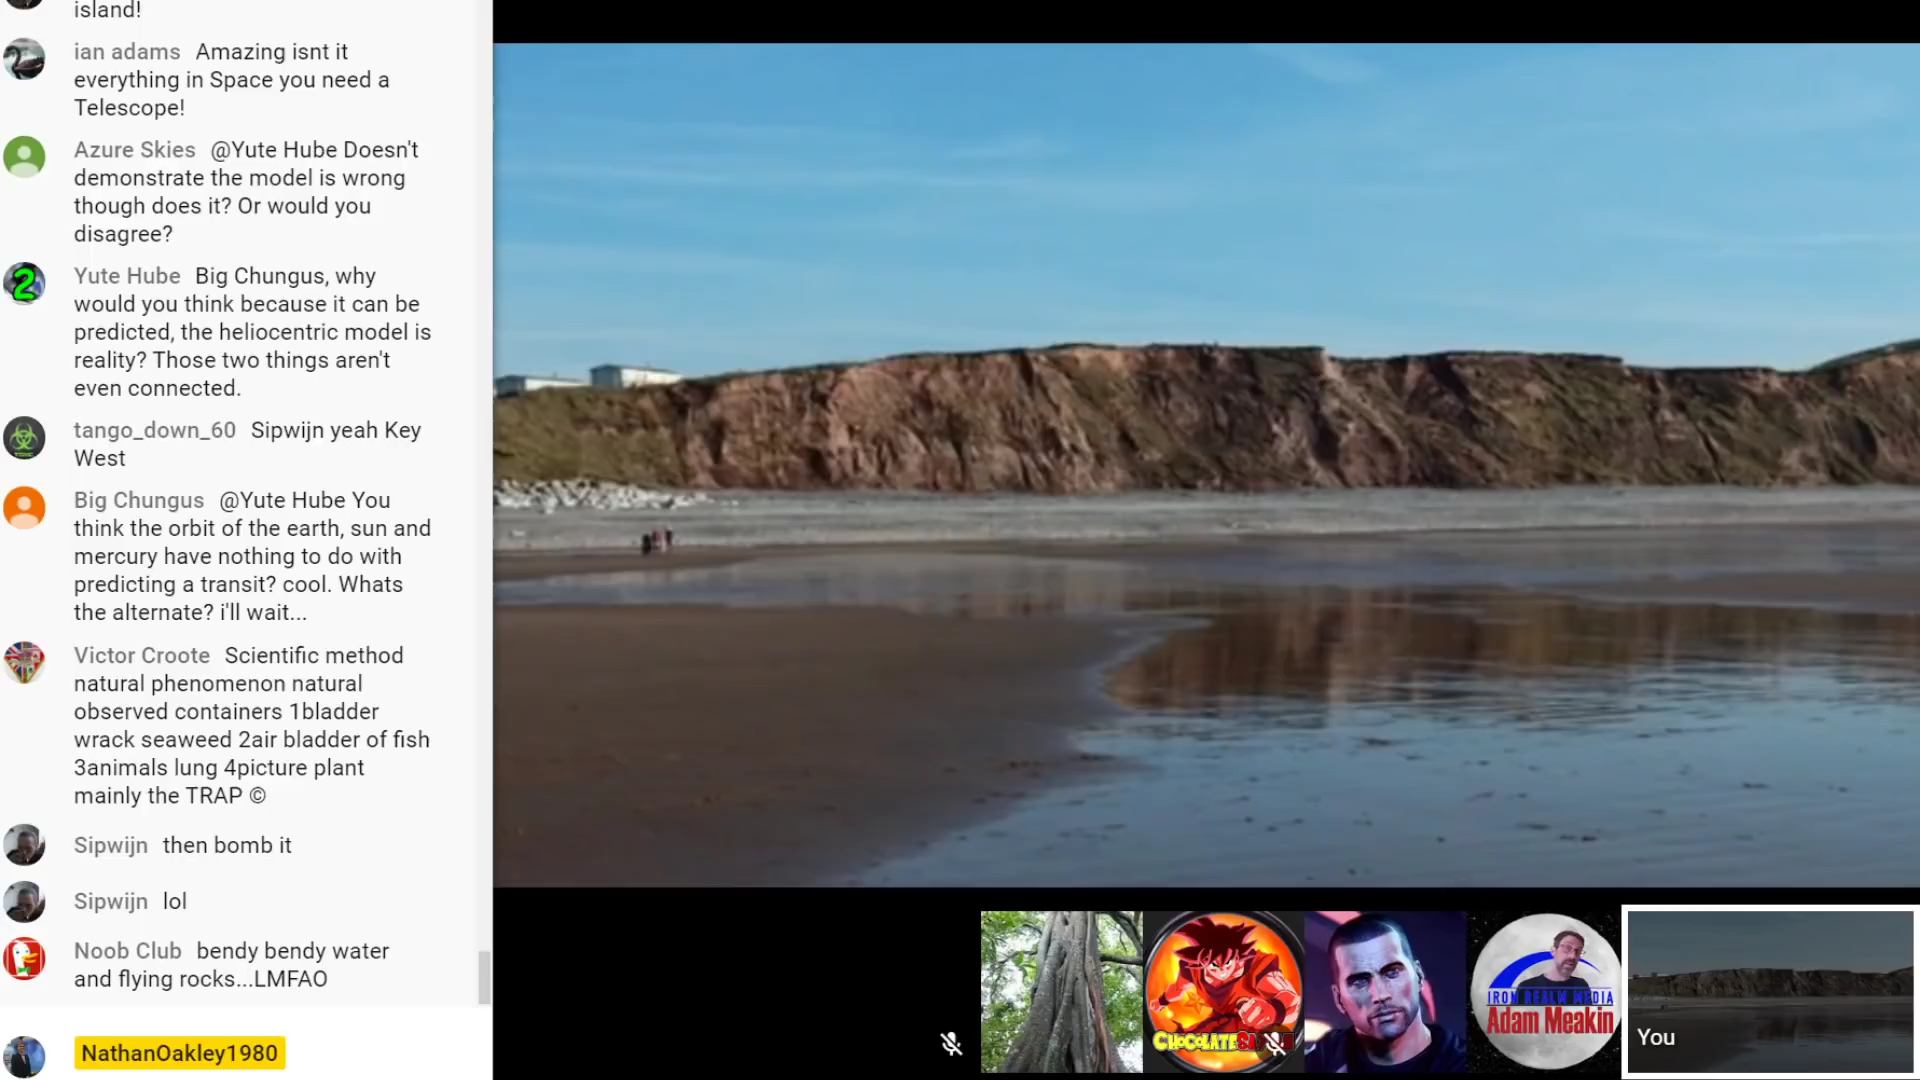 island!
ian adams Amazing isnt it
everything in Space you need a
Telescope!
Azure Skies @Yute Hube Doesn't
demonstrate the model is wrong
though does it? Or would you
disagree?
Yute Hube Big Chungus, why
would you think because it can be
predicted, the heliocentric model is
reality? Those two things aren't
even connected.
tango_down_60 Sipwijn yeah Key
West
Big Chungus @Yute Hube You
think the orbit of the earth, sun and
mercury have nothing to do with
predicting a transit? cool. Whats
the alternate? i'll wait...
Victor Croote Scientific method
natural phenomenon natural
observed containers 1bladder
wrack seaweed 2air bladder of fish
3animals lung 4picture plant
mainly the TRAP ©
Sipwijn then bomb it
Sipwijn lol
Noob Club bendy bendy water
and flying rocks...LMFAO
NathanOakley1980
2
CHOCOLATE
IRON REALM MEDIA
Adam Meakin
You